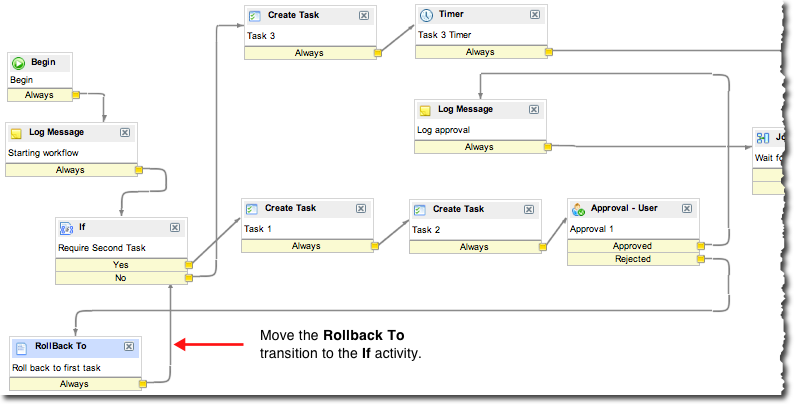 Create Task
Task 3
Always
Timer
Task 3 Timer
Always
Begin
Begin
Always
Log Message
Starting workflow
Always
Log Message
Log approval
Always
Wait fo
If
Require Second Task
Yes
No
Create Task
Task 1
Always
Create Task
Task 2
Always
Approval - User
Approval 1
Approved
Rejected
RollBack To
Roll back to first task
Always
Move the Rollback To
transition to the If activity.